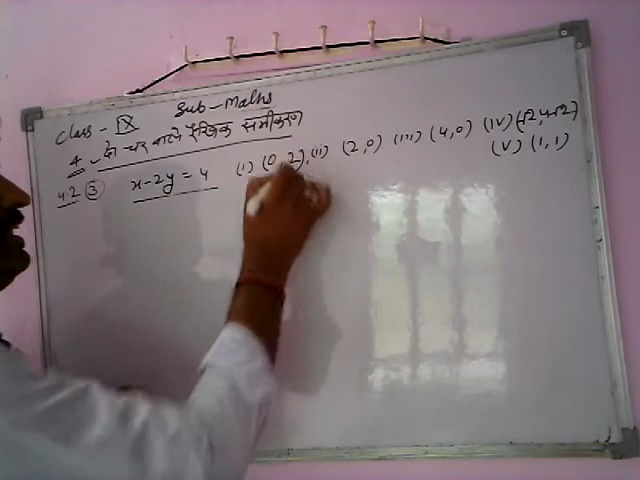 Class - IX Sub-Maths
4. दो चर वाले रैखिक समीकरण
4.2 ③ x-2y = 4 (i) (0, 2), (ii) (2,0) (iii) (4,0) (iv) (√2, 4√2)
(v) (1, 1)